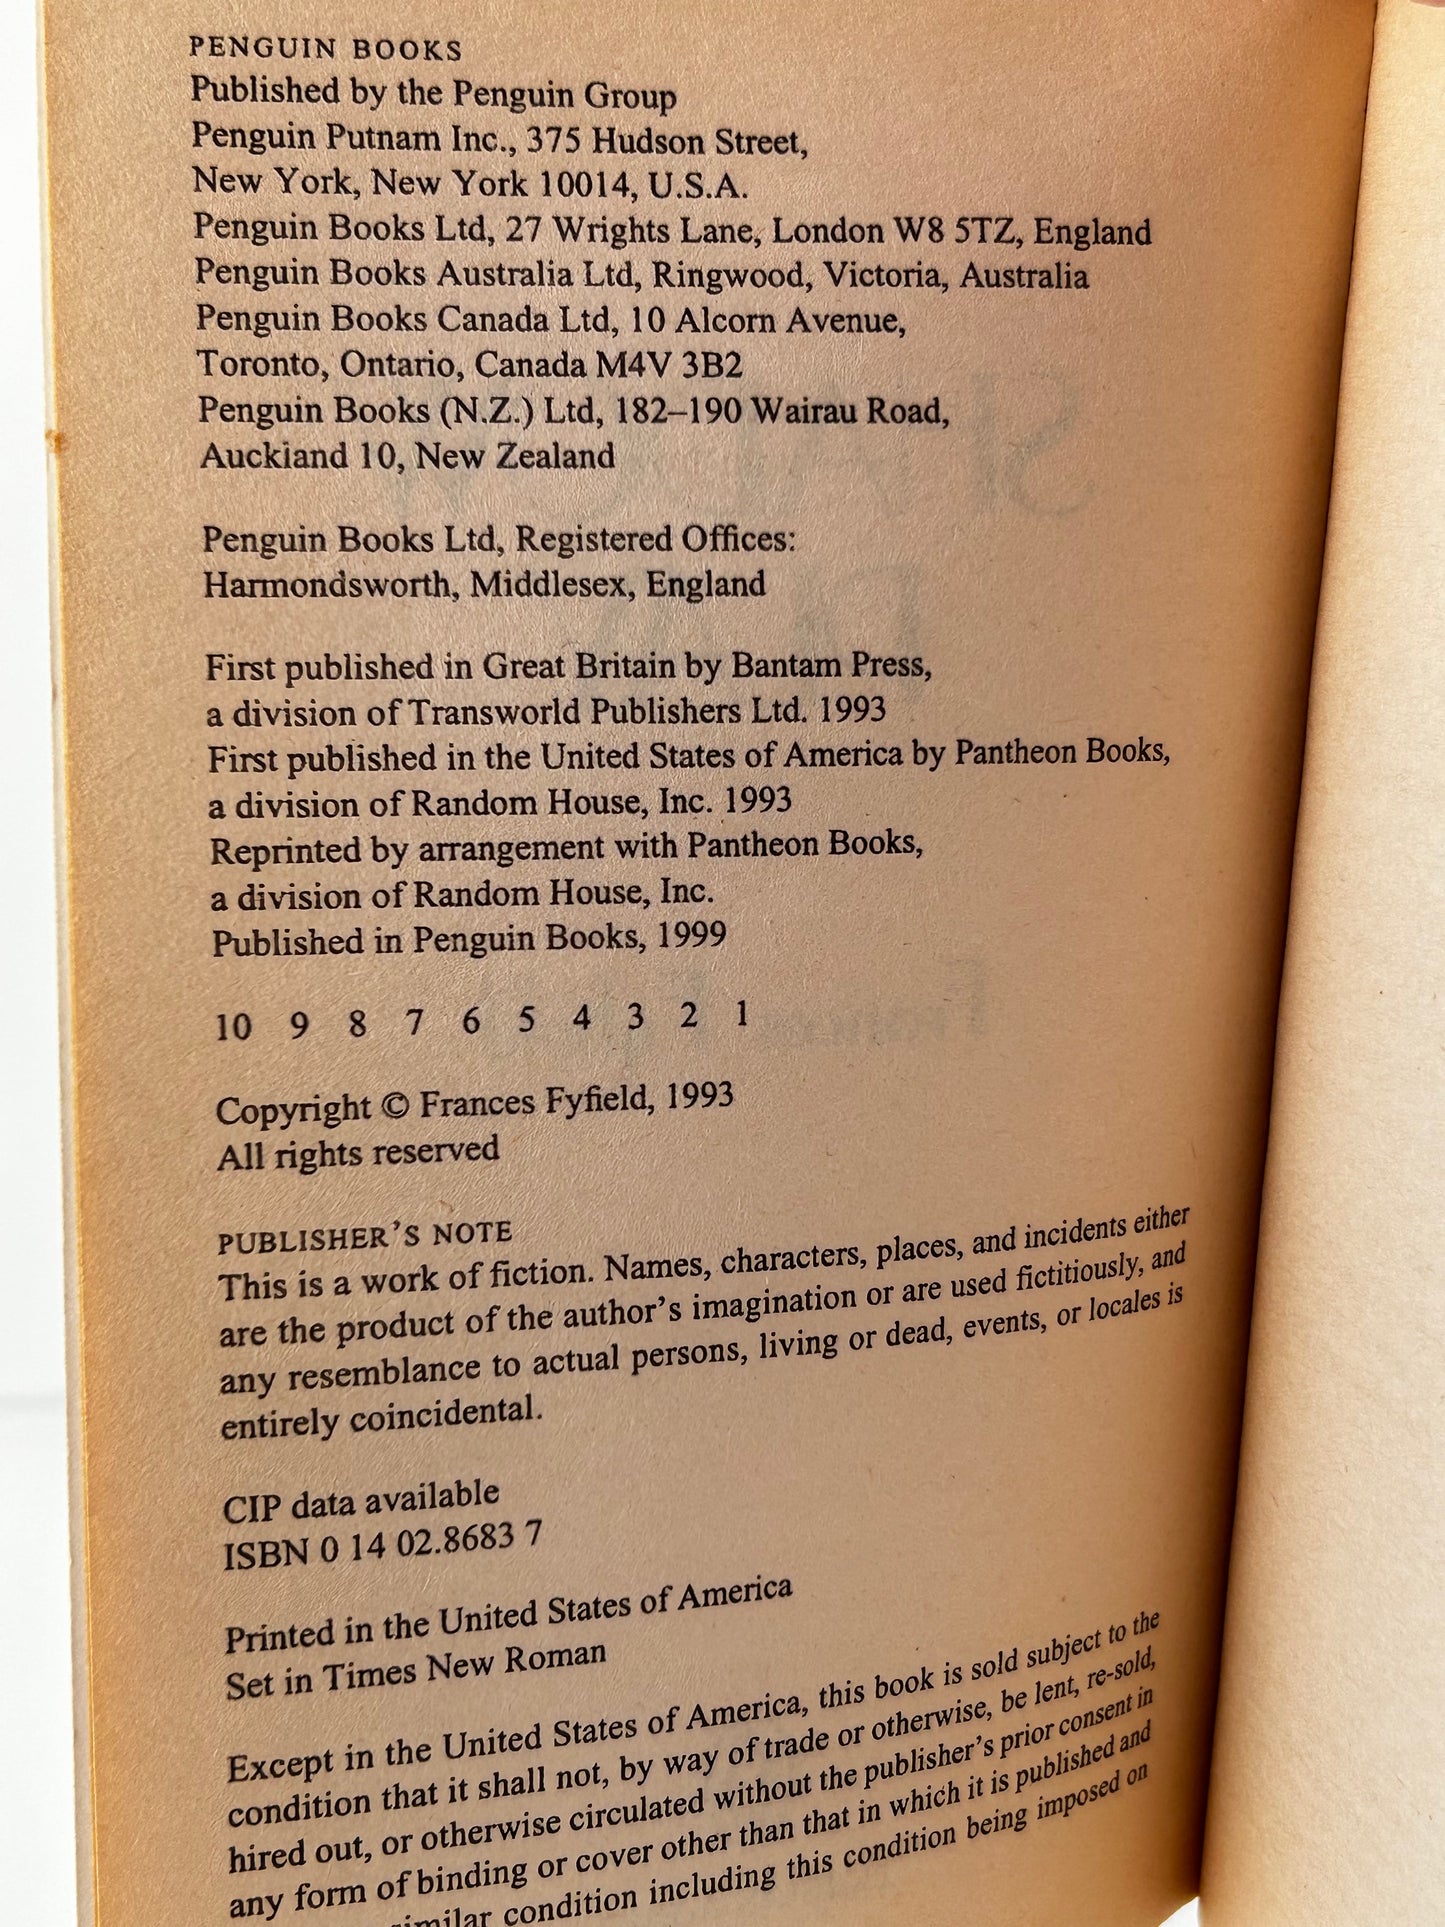 PENGUIN BOOKS
Published by the Penguin Group
Penguin Putnam Inc., 375 Hudson Street,
New York, New York 10014, U.S.A.
Penguin Books Ltd, 27 Wrights Lane, London W8 5TZ, England
Penguin Books Australia Ltd, Ringwood, Victoria, Australia
Penguin Books Canada Ltd, 10 Alcorn Avenue,
Toronto, Ontario, Canada M4V 3B2
Penguin Books (N.Z.) Ltd, 182–190 Wairau Road,
Auckland 10, New Zealand
Penguin Books Ltd, Registered Offices:
Harmondsworth, Middlesex, England
First published in Great Britain by Bantam Press,
a division of Transworld Publishers Ltd. 1993
First published in the United States of America by Pantheon Books,
a division of Random House, Inc. 1993
Reprinted by arrangement with Pantheon Books,
a division of Random House, Inc.
Published in Penguin Books, 1999
10 9 8 7 6 5 4 3 2 1
Copyright © Frances Fyfield, 1993
All rights reserved
PUBLISHER'S NOTE
This is a work of fiction. Names, characters, places, and incidents either
are the product of the author's imagination or are used fictitiously, and
any resemblance to actual persons, living or dead, events, or locales is
entirely coincidental.
CIP data available
ISBN 0 14 02.8683 7
Printed in the United States of America
Set in Times New Roman
Except in the United States of America, this book is sold subject to the
condition that it shall not, by way of trade or otherwise, be lent, re-sold,
hired out, or otherwise circulated without the publisher's prior consent in
any form of binding or cover other than that in which it is published and
similar condition including this condition being imposed on